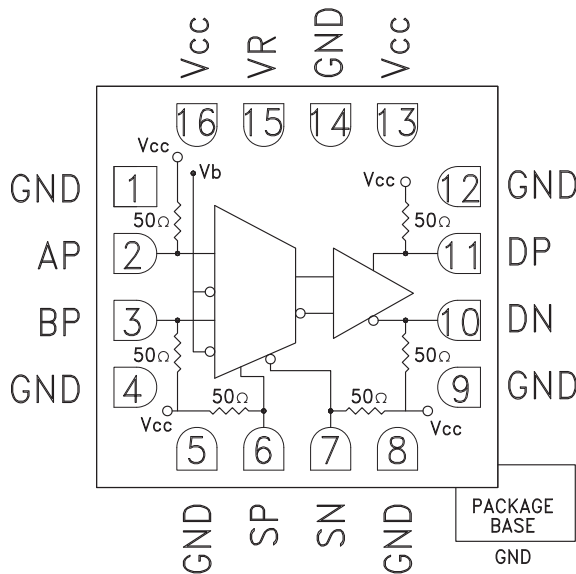 Vcc VR GND Vcc
16 15 14 13
Vcc Vb Vcc
GND 1 12 GND
50Ω 50Ω
AP 2 11 DP
BP 3 10 DN
50Ω 50Ω
GND 4 9 GND
50Ω 50Ω
Vcc Vcc
5 6 7 8
GND SP SN GND
PACKAGE
BASE
GND